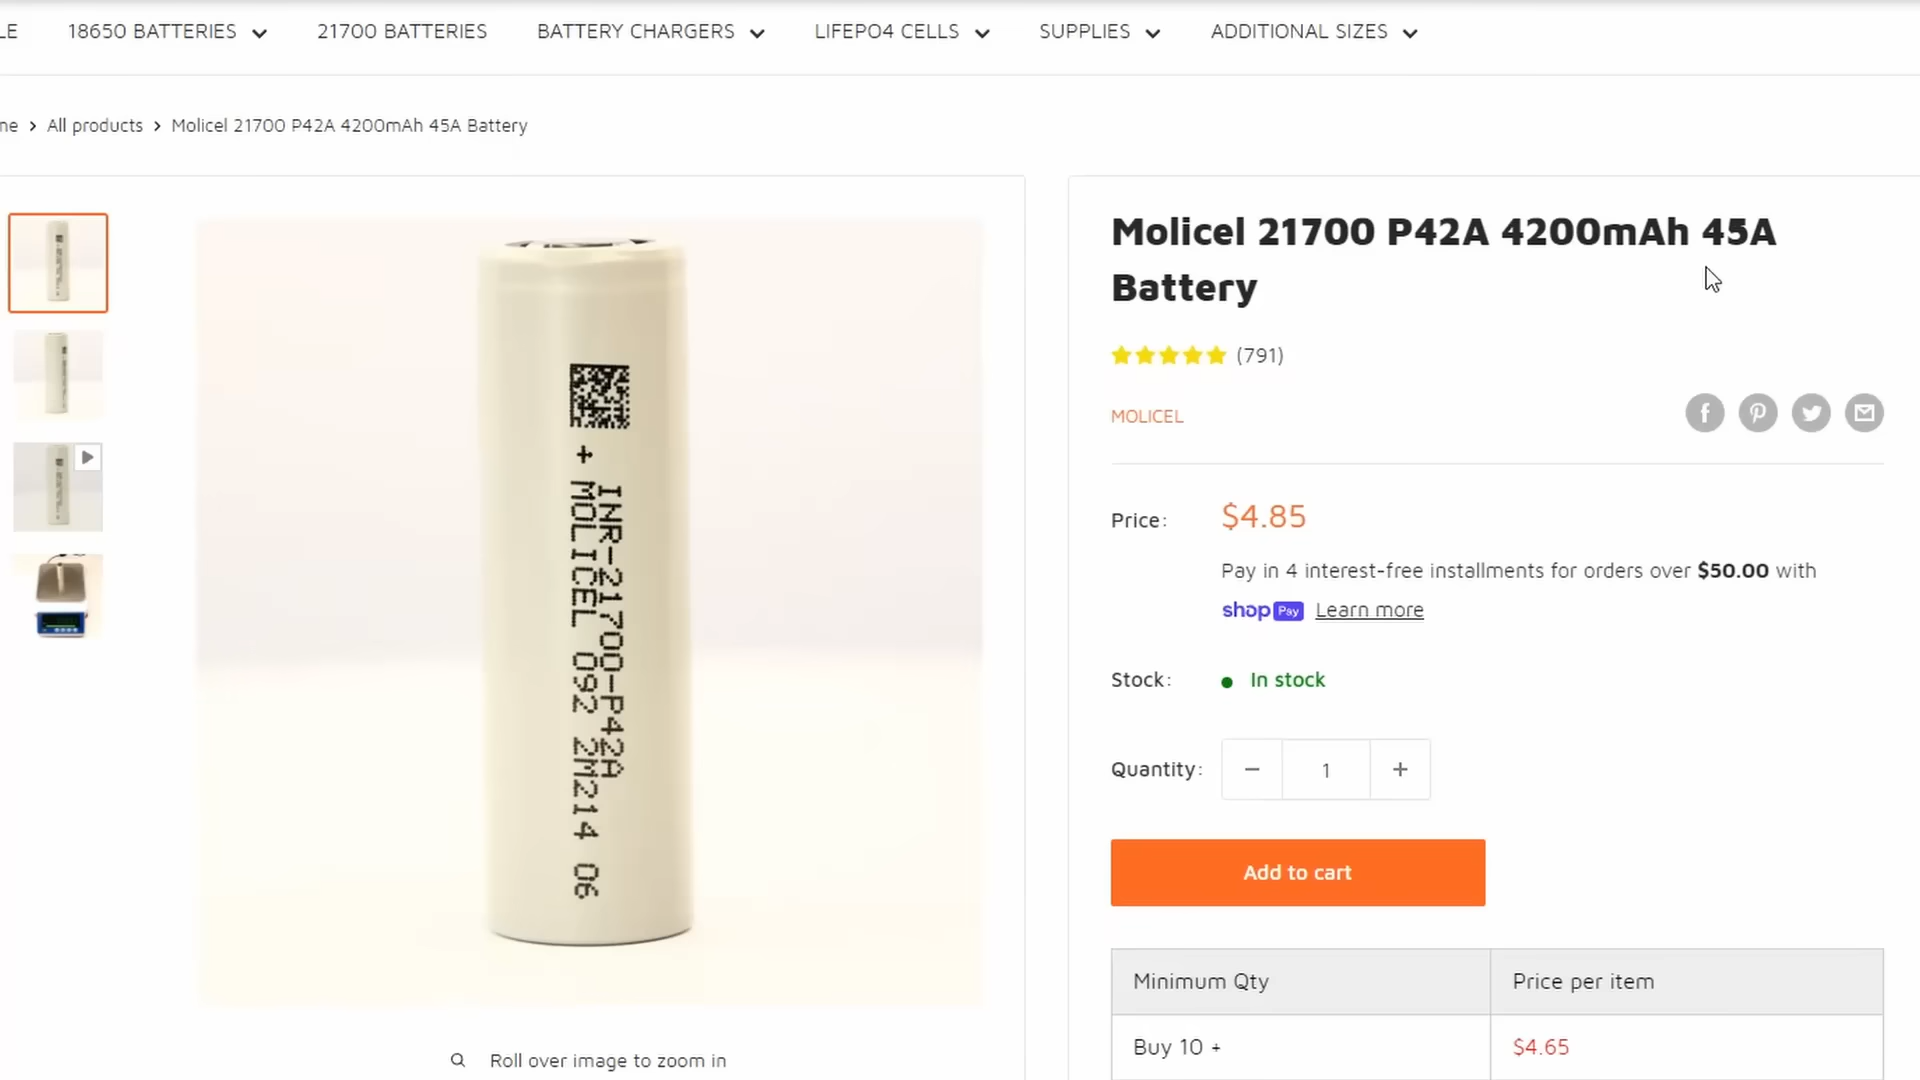 LE
18650 BATTERIES
21700 BATTERIES
BATTERY CHARGERS
LIFEPO4 CELLS
SUPPLIES
ADDITIONAL SIZES
me > All products > Molicel 21700 P42A 4200mAh 45A Battery
INR-21700-P42A
+ MOLICEL 092 2M214 06
Roll over image to zoom in
Molicel 21700 P42A 4200mAh 45A
Battery
(791)
MOLICEL
Price: $4.85
Pay in 4 interest-free installments for orders over $50.00 with
shop Pay Learn more
Stock: In stock
Quantity: − 1 +
Add to cart
Minimum Qty Price per item
Buy 10 + $4.65